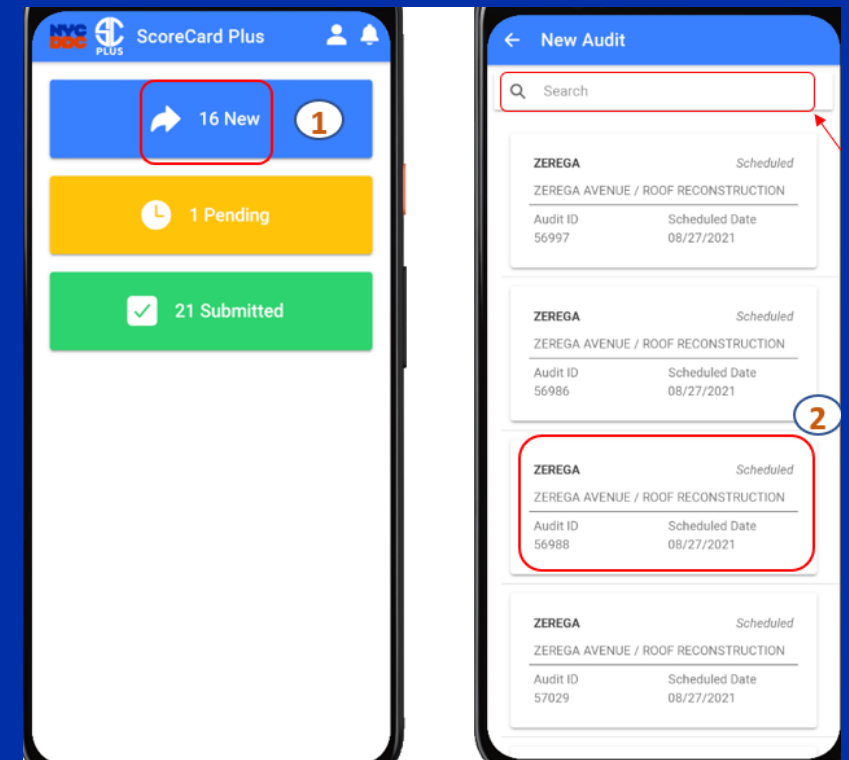 NYC DOC SC PLUS ScoreCard Plus
16 New
1
1 Pending
21 Submitted
New Audit
Search
ZEREGA Scheduled
ZEREGA AVENUE / ROOF RECONSTRUCTION
Audit ID Scheduled Date
56997 08/27/2021
ZEREGA Scheduled
ZEREGA AVENUE / ROOF RECONSTRUCTION
Audit ID Scheduled Date
56986 08/27/2021
2
ZEREGA Scheduled
ZEREGA AVENUE / ROOF RECONSTRUCTION
Audit ID Scheduled Date
56988 08/27/2021
ZEREGA Scheduled
ZEREGA AVENUE / ROOF RECONSTRUCTION
Audit ID Scheduled Date
57029 08/27/2021